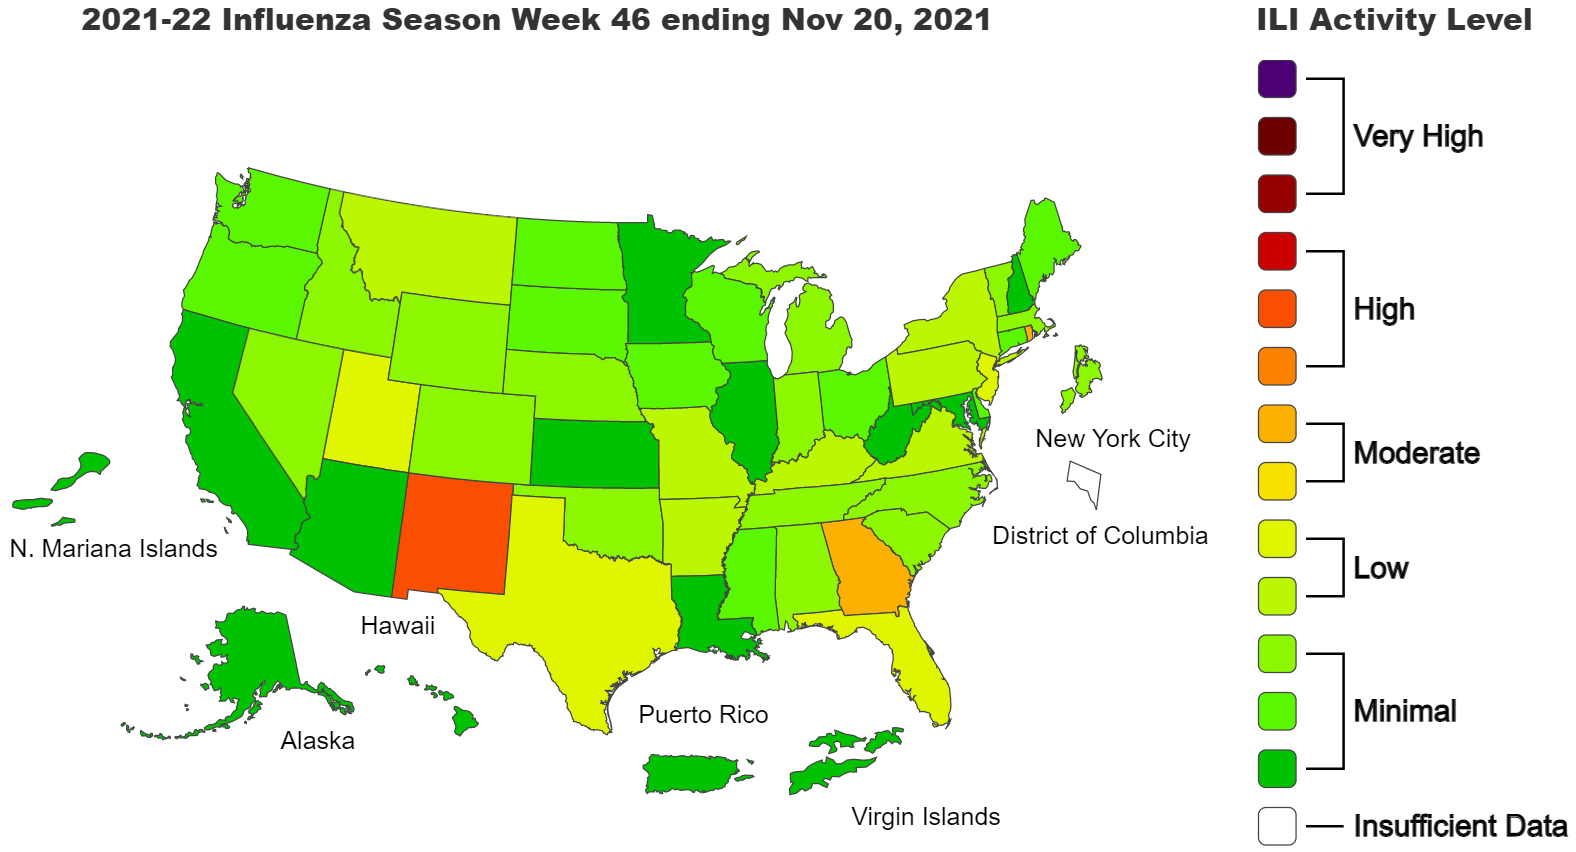 2021-22 Influenza Season Week 46 ending Nov 20, 2021
ILI Activity Level
Very High
High
Moderate
Low
Minimal
Insufficient Data
New York City
District of Columbia
N. Mariana Islands
Hawaii
Alaska
Puerto Rico
Virgin Islands